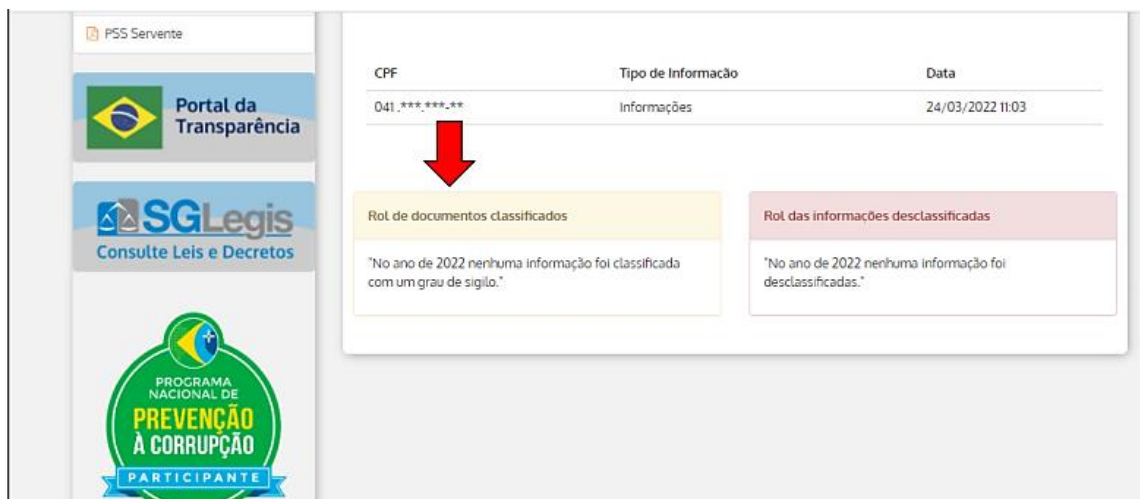 PSS Servente
Portal da
Transparência
SGLegis
Consulte Leis e Decretos
PROGRAMA
NACIONAL DE
PREVENÇÃO
À CORRUPÇÃO
PARTICIPANTE
CPF Tipo de Informacão Data
041.***.***-** Informações 24/03/2022 11:03
Rol de documentos classificados
"No ano de 2022 nenhuma informação foi classificada
com um grau de sigilo."
Rol das informações desclassificadas
"No ano de 2022 nenhuma informação foi
desclassificadas."